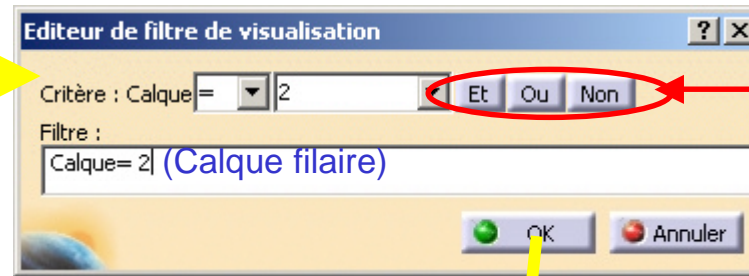 Editeur de filtre de visualisation ? X
Critère : Calque = 2 Et Ou Non
Filtre :
Calque= 2 (Calque filaire)
OK Annuler